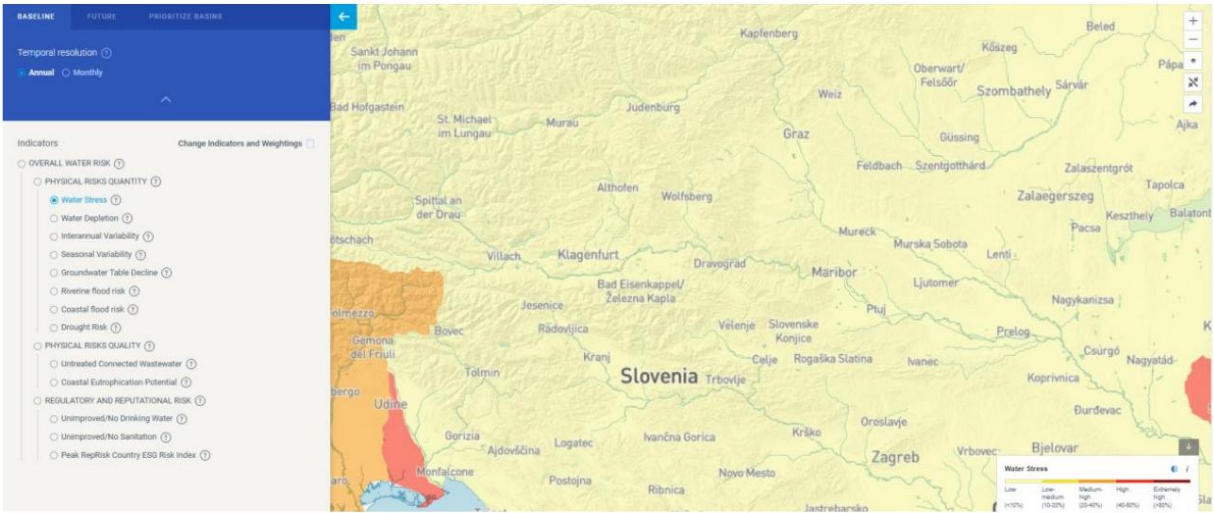 BASELINE
FUTURE
PRIORITIZE BASINS
Temporal resolution ?
Annual
Monthly
Indicators
Change Indicators and Weightings
OVERALL WATER RISK ?
PHYSICAL RISKS QUANTITY ?
Water Stress ?
Water Depletion ?
Interannual Variability ?
Seasonal Variability ?
Groundwater Table Decline ?
Riverine flood risk ?
Coastal flood risk ?
Drought Risk ?
PHYSICAL RISKS QUALITY ?
Untreated Connected Wastewater ?
Coastal Eutrophication Potential ?
REGULATORY AND REPUTATIONAL RISK ?
Unimproved/No Drinking Water ?
Unimproved/No Sanitation ?
Peak RepRisk Country ESG Risk Index ?
Sankt Johann
im Pongau
Kapfenberg
Beled
Kőszeg
Pápa
Oberwart/
Felsőőr
Szombathely
Sárvár
Bad Hofgastein
Judenburg
Weiz
St. Michael
im Lungau
Murau
Graz
Güssing
Ajka
Feldbach
Szentgotthárd
Zalaszentgrót
Althofen
Wolfsberg
Tapolca
Spittal an
der Drau
Zalaegerszeg
Keszthely
Balatont
Pacsa
Mureck
Murska Sobota
ötschach
Villach
Klagenfurt
Dravograd
Lenti
Maribor
Bad Eisenkappel/
Železna Kapla
Ljutomer
Jesenice
Nagykanizsa
olmezzo
Ptuj
Bovec
Radovljica
Velenje
Slovenske
Konjice
Prelog
K
Gemona
del Friuli
Kranj
Celje
Rogaška Slatina
Ivanec
Csurgó
Nagyatád
Tolmin
Slovenia
Trbovlje
Koprivnica
bergo
Udine
Đurđevac
Oroslavje
Gorizia
Ivančna Gorica
Krško
Ajdovščina
Logatec
Zagreb
Vrbovec
Bjelovar
Monfalcone
Postojna
Novo Mesto
Ribnica
Jastrebarsko
Water Stress
Low
Low-
medium
Medium-
high
High
Extremely
high
(<10%)
(10-20%)
(20-40%)
(40-80%)
(>80%)